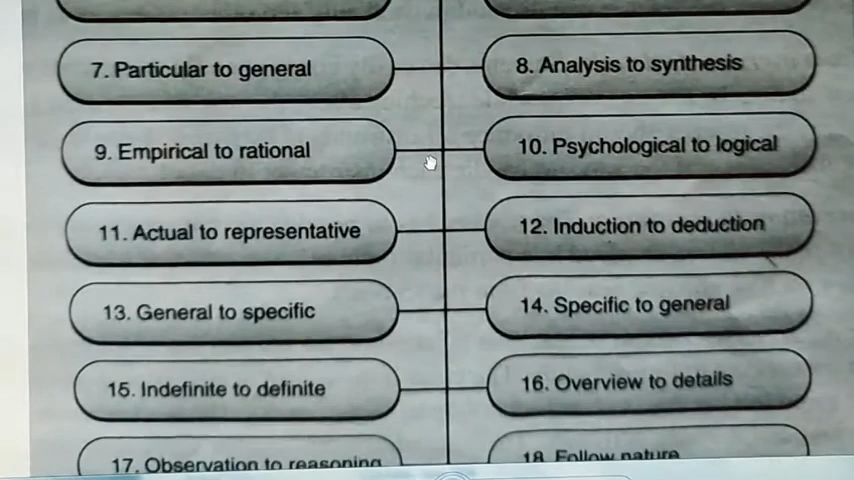 7. Particular to general
8. Analysis to synthesis
9. Empirical to rational
10. Psychological to logical
11. Actual to representative
12. Induction to deduction
13. General to specific
14. Specific to general
15. Indefinite to definite
16. Overview to details
17. Observation to reasoning
18. Follow nature